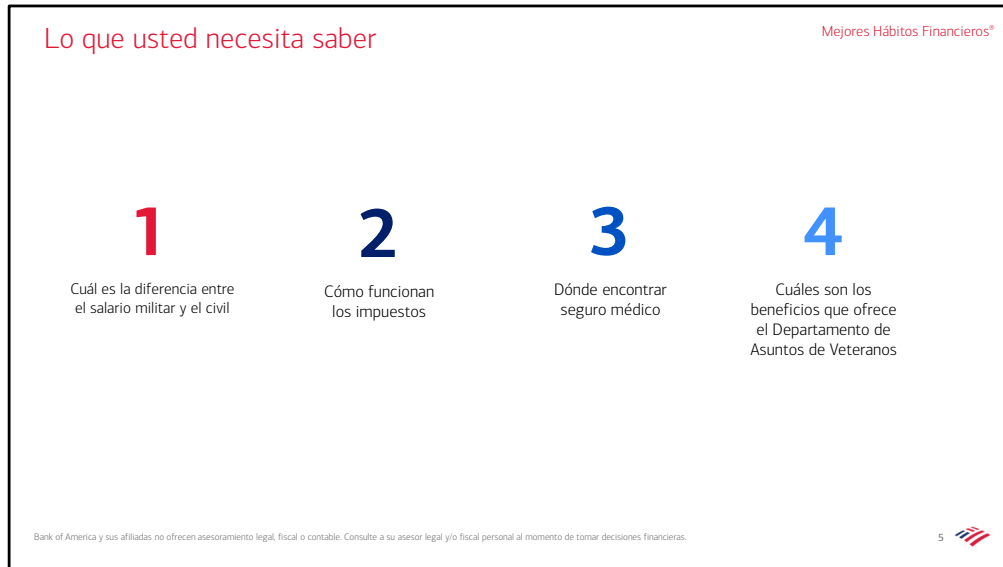 Lo que usted necesita saber
Mejores Hábitos Financieros®
1
Cuál es la diferencia entre
el salario militar y el civil
2
Cómo funcionan
los impuestos
3
Dónde encontrar
seguro médico
4
Cuáles son los
beneficios que ofrece
el Departamento de
Asuntos de Veteranos
Bank of America y sus afiliadas no ofrecen asesoramiento legal, fiscal o contable. Consulte a su asesor legal y/o fiscal personal al momento de tomar decisiones financieras.
5